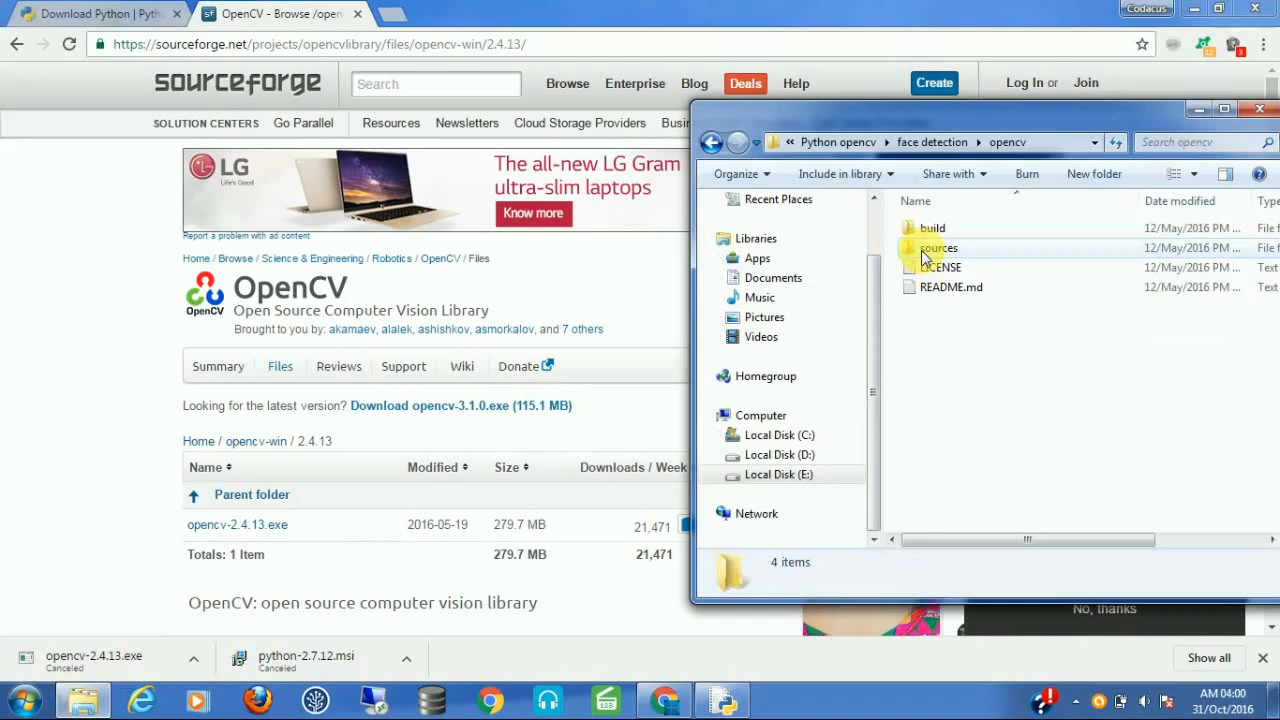 Download Python | Pyth
OpenCV - Browse /open
Codacus
https://sourceforge.net/projects/opencvlibrary/files/opencv-win/2.4.13/
12
3
sourceforge
Search
Browse Enterprise Blog Deals Help
Create
Log In or Join
SOLUTION CENTERS Go Parallel Resources Newsletters Cloud Storage Providers Busin
LG
Life's Good
The all-new LG Gram
ultra-slim laptops
Know more
Report a problem with ad content
Home / Browse / Science & Engineering / Robotics / OpenCV / Files
OpenCV
OpenCV
Open Source Computer Vision Library
Brought to you by: akamaev, alalek, ashishkov, asmorkalov, and 7 others
Summary Files Reviews Support Wiki Donate
Looking for the latest version? Download opencv-3.1.0.exe (115.1 MB)
Home / opencv-win / 2.4.13
Name Modified Size Downloads / Week
Parent folder
opencv-2.4.13.exe 2016-05-19 279.7 MB 21,471
Totals: 1 Item 279.7 MB 21,471
OpenCV: open source computer vision library
« Python opencv face detection opencv
Search opencv
Organize Include in library Share with Burn New folder
Name Date modified Type
Recent Places
Libraries
Apps
Documents
Music
Pictures
Videos
Homegroup
Computer
Local Disk (C:)
Local Disk (D:)
Local Disk (E:)
Network
build 12/May/2016 PM ... File f
sources 12/May/2016 PM ... File f
LICENSE 12/May/2016 PM ... Text
README.md 12/May/2016 PM ... Text
4 items
No, thanks
opencv-2.4.13.exe
Canceled
python-2.7.12.msi
Canceled
Show all
AM 04:00
31/Oct/2016